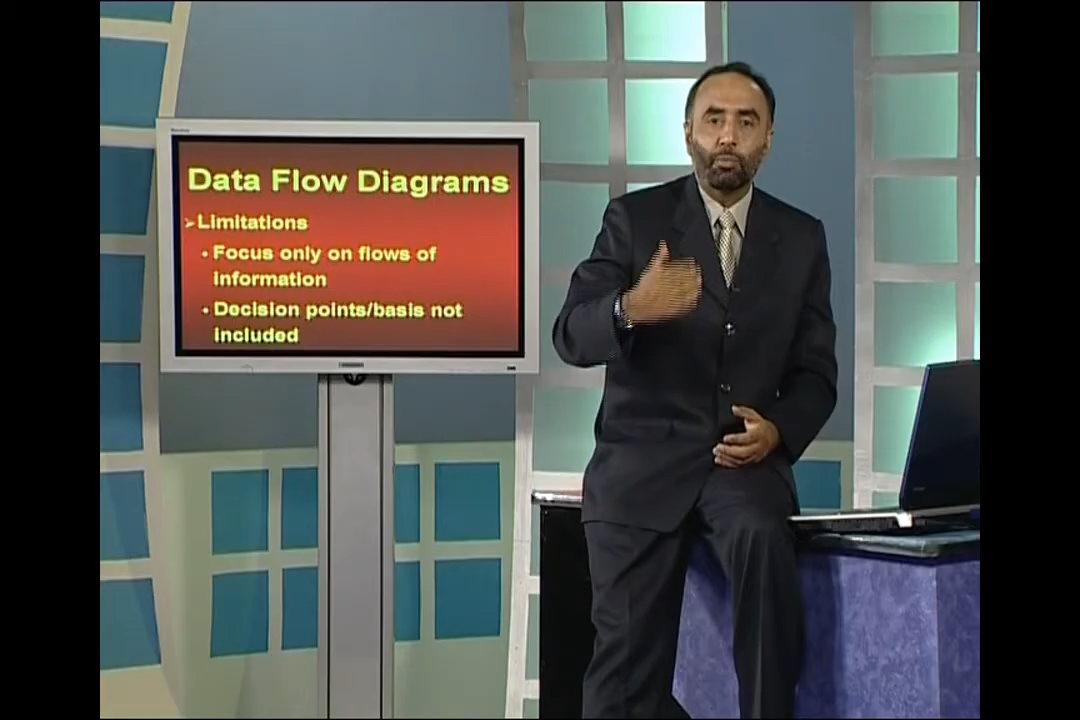 Data Flow Diagrams
➢Limitations
• Focus only on flows of
information
• Decision points/basis not
included